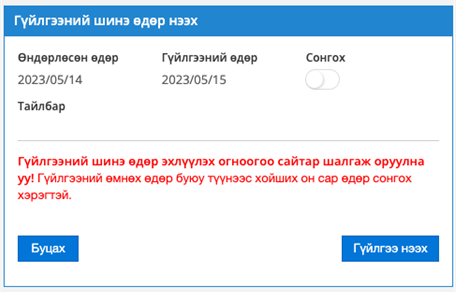 Гүйлгээний шинэ өдөр нээх
Өндөрлөсөн өдөр Гүйлгээний өдөр Сонгох
2023/05/14 2023/05/15
Тайлбар
Гүйлгээний шинэ өдөр эхлүүлэх огноогоо сайтар шалгаж оруулна
уу! Гүйлгээний өмнөх өдөр буюу түүнээс хойших он сар өдөр сонгох
хэрэгтэй.
Буцах Гүйлгээ нээх